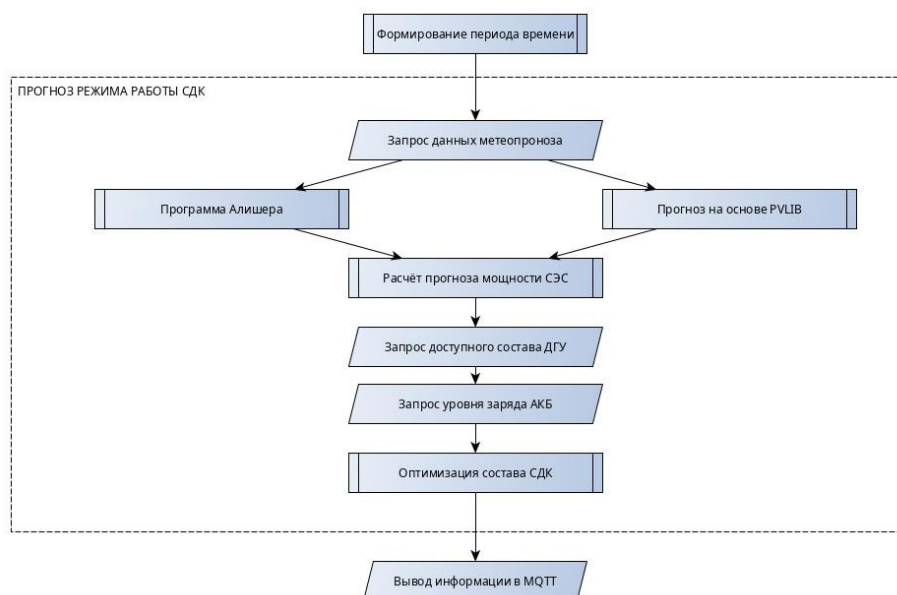 Формирование периода времени
ПРОГНОЗ РЕЖИМА РАБОТЫ СДК
Запрос данных метеопроноза
Программа Алишера
Прогноз на основе PVLIB
Расчёт прогноза мощности СЭС
Запрос доступного состава ДГУ
Запрос уровня заряда АКБ
Оптимизация состава СДК
Вывод информации в MQTT